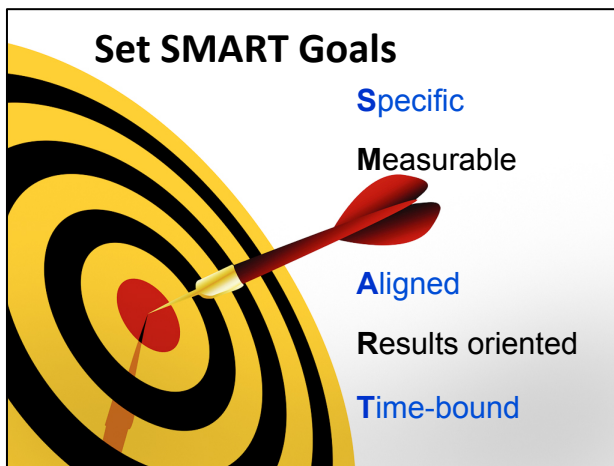 Set SMART Goals
Specific
Measurable
Aligned
Results oriented
Time-bound